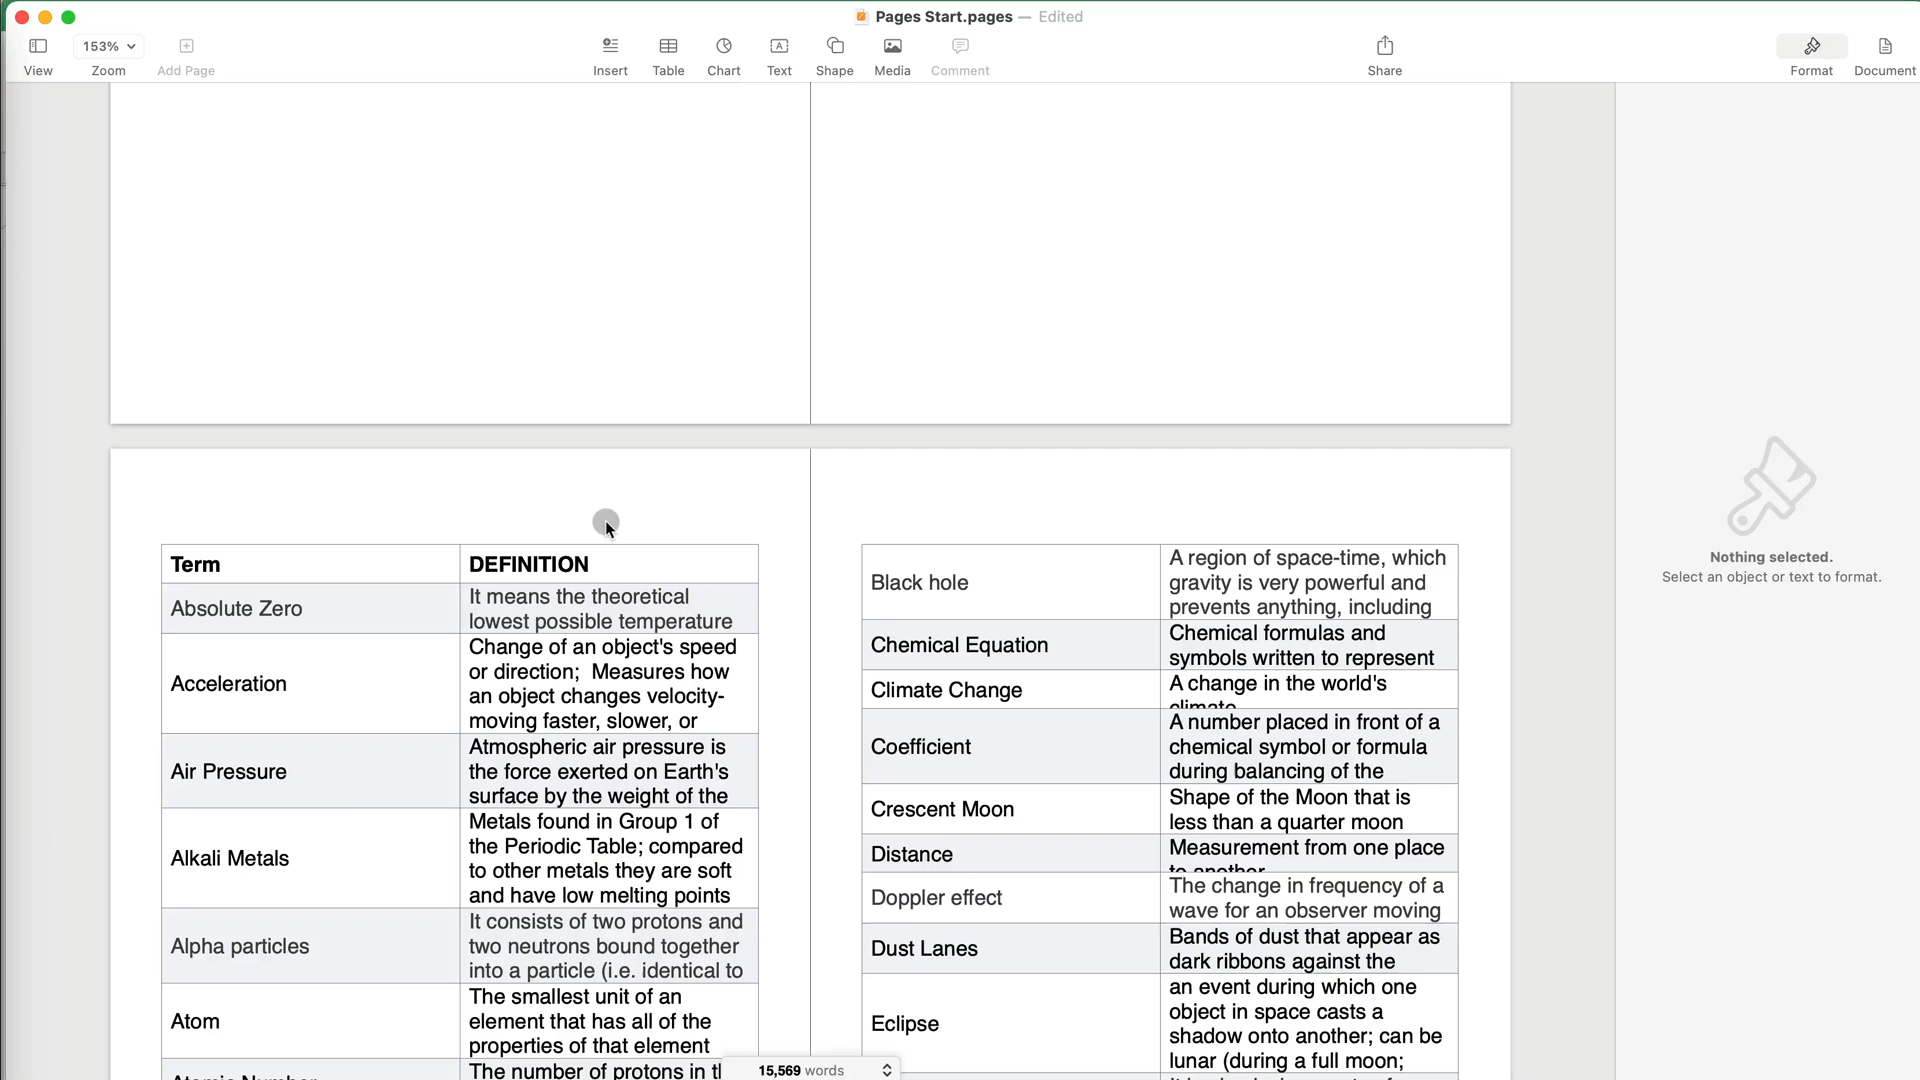 Pages Start.pages — Edited
153%
View
Zoom
Add Page
Insert
Table
Chart
Text
Shape
Media
Comment
Share
Format
Document
Term
DEFINITION
Absolute Zero
It means the theoretical
lowest possible temperature
Acceleration
Change of an object's speed
or direction;  Measures how
an object changes velocity-
moving faster, slower, or
Air Pressure
Atmospheric air pressure is
the force exerted on Earth's
surface by the weight of the
Alkali Metals
Metals found in Group 1 of
the Periodic Table; compared
to other metals they are soft
and have low melting points
Alpha particles
It consists of two protons and
two neutrons bound together
into a particle (i.e. identical to
Atom
The smallest unit of an
element that has all of the
properties of that element
Atomic Number
The number of protons in
Black hole
A region of space-time, which
gravity is very powerful and
prevents anything, including
Chemical Equation
Chemical formulas and
symbols written to represent
Climate Change
A change in the world's
climate
Coefficient
A number placed in front of a
chemical symbol or formula
during balancing of the
Crescent Moon
Shape of the Moon that is
less than a quarter moon
Distance
Measurement from one place
to another
Doppler effect
The change in frequency of a
wave for an observer moving
Dust Lanes
Bands of dust that appear as
dark ribbons against the
Eclipse
an event during which one
object in space casts a
shadow onto another; can be
lunar (during a full moon;
15,569 words
Nothing selected.
Select an object or text to format.